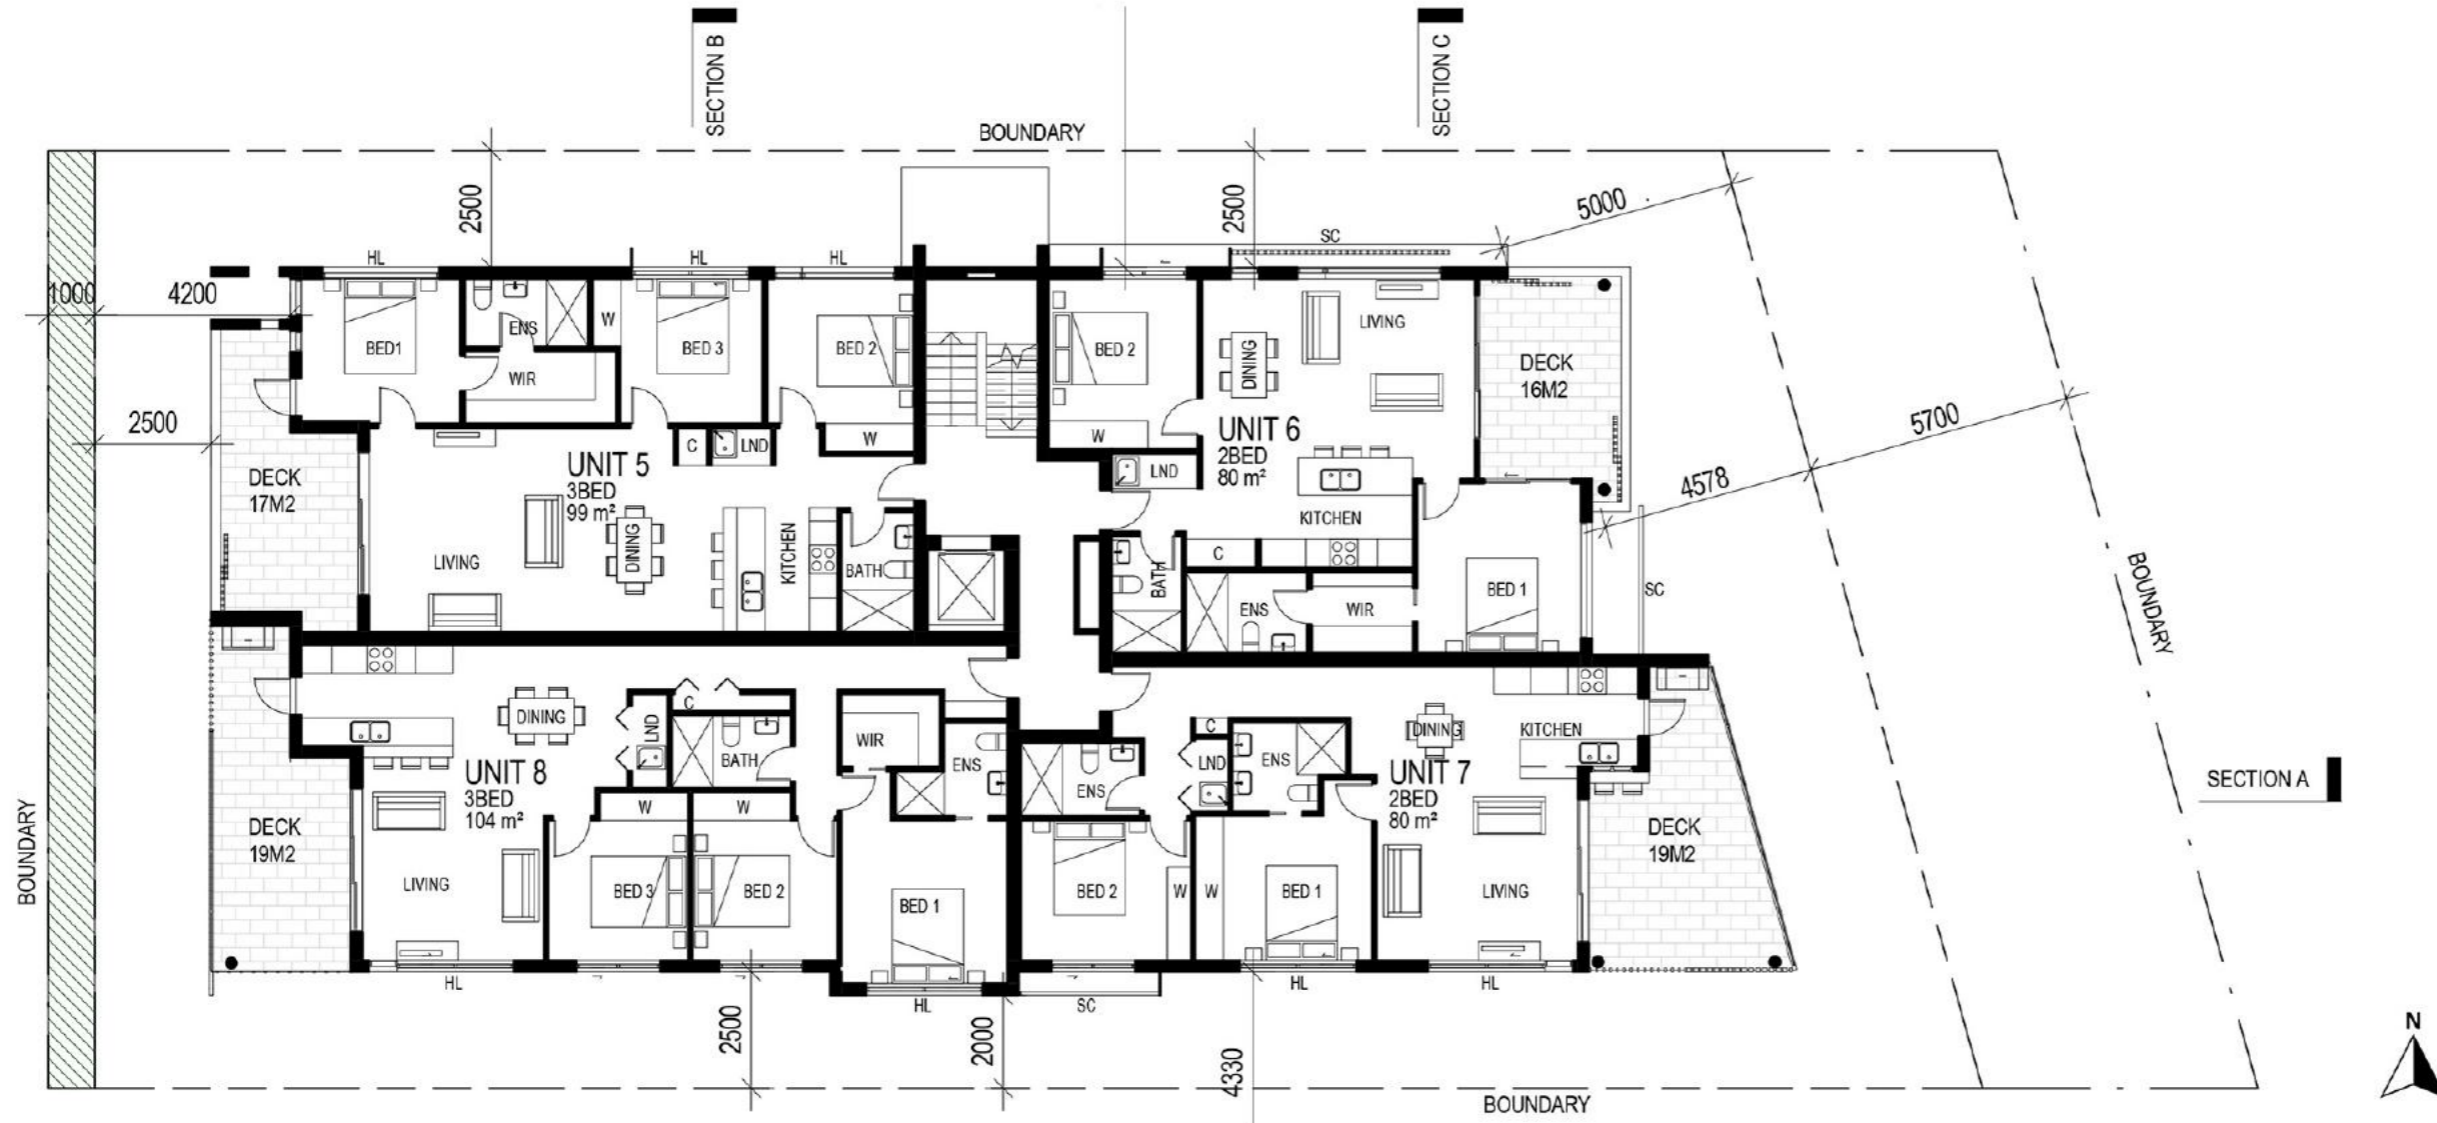 SECTION B
SECTION C
BOUNDARY
2500
2500
5000
SC
HL
HL
HL
1000
4200
BED1
ENS
W
BED 3
BED 2
WIR
BED 2
DINING
LIVING
DECK
16M2
2500
5700
UNIT 5
3BED
99 m²
C
LND
W
W
UNIT 6
2BED
80 m²
LND
4578
DECK
17M2
LIVING
DINING
KITCHEN
BATH
KITCHEN
C
BATH
ENS
WIR
BED 1
SC
BOUNDARY
DINING
LND
C
BATH
WIR
ENS
UNIT 8
3BED
104 m²
W
W
DECK
19M2
LIVING
BED 3
BED 2
BED 1
ENS
C
LND
ENS
DINING
KITCHEN
UNIT 7
2BED
80 m²
DECK
19M2
BED 2
W
W
BED 1
LIVING
SECTION A
BOUNDARY
HL
HL
SC
HL
HL
2500
2000
4330
BOUNDARY
N